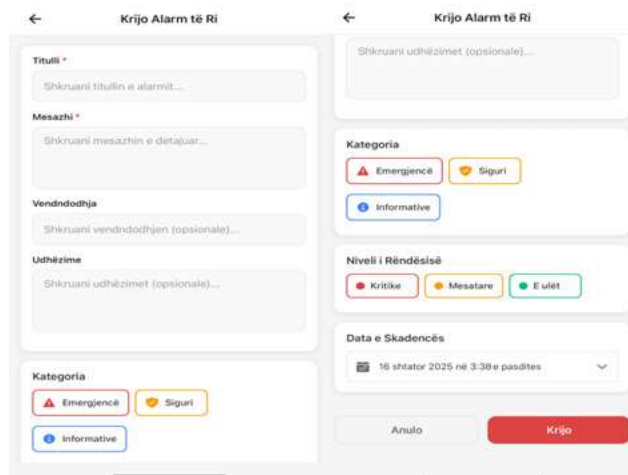 Krijo Alarm të Ri
Titulli *
Shkruani titullin e alarmit...
Mesazhi *
Shkruani mesazhin e detajuar...
Vendndodhja
Shkruani vendndodhjen (opsionale)...
Udhëzime
Shkruani udhëzimet (opsionale)...
Kategoria
Emergjencë
Siguri
Informative
Krijo Alarm të Ri
Shkruani udhëzimet (opsionale)...
Kategoria
Emergjencë
Siguri
Informative
Niveli i Rëndësisë
Kritike
Mesatare
E ulët
Data e Skadencës
16 shtator 2025 në 3:38 e pasdites
Anulo
Krijo